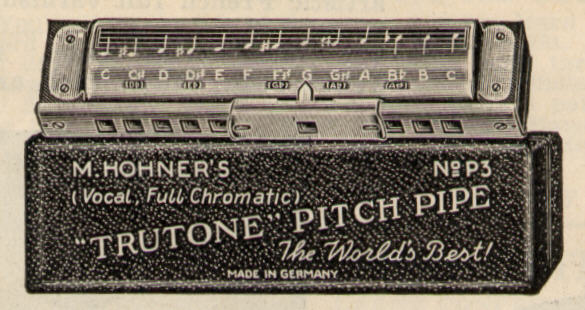 C C# D D# E F F# G G# A B♭ B C
(D♭) (E♭) (G♭) (A♭) (A#)
M. HOHNER'S Nº P3
(Vocal, Full Chromatic)
"TRUTONE" PITCH PIPE
The World's Best!
MADE IN GERMANY